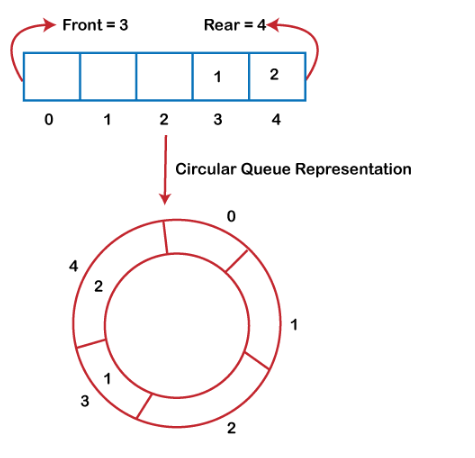 Front = 3 Rear = 4
1 2
0 1 2 3 4
Circular Queue Representation
0
4
2
1
1
3
2